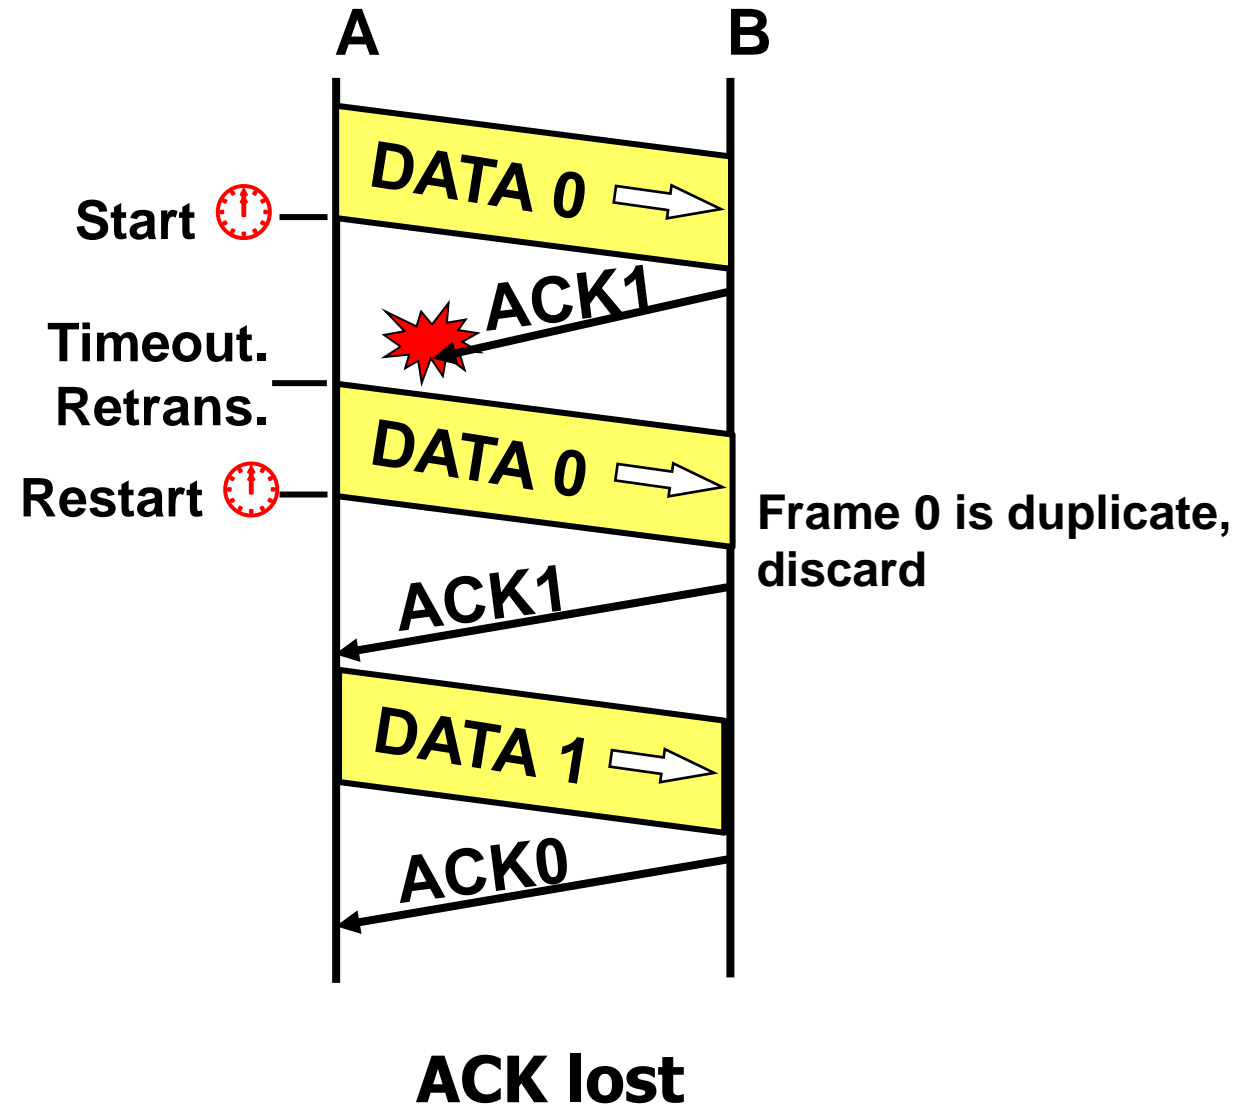 A
B
DATA 0
Start
ACK1
Timeout.
Retrans.
DATA 0
Restart
Frame 0 is duplicate,
discard
ACK1
DATA 1
ACK0
ACK lost